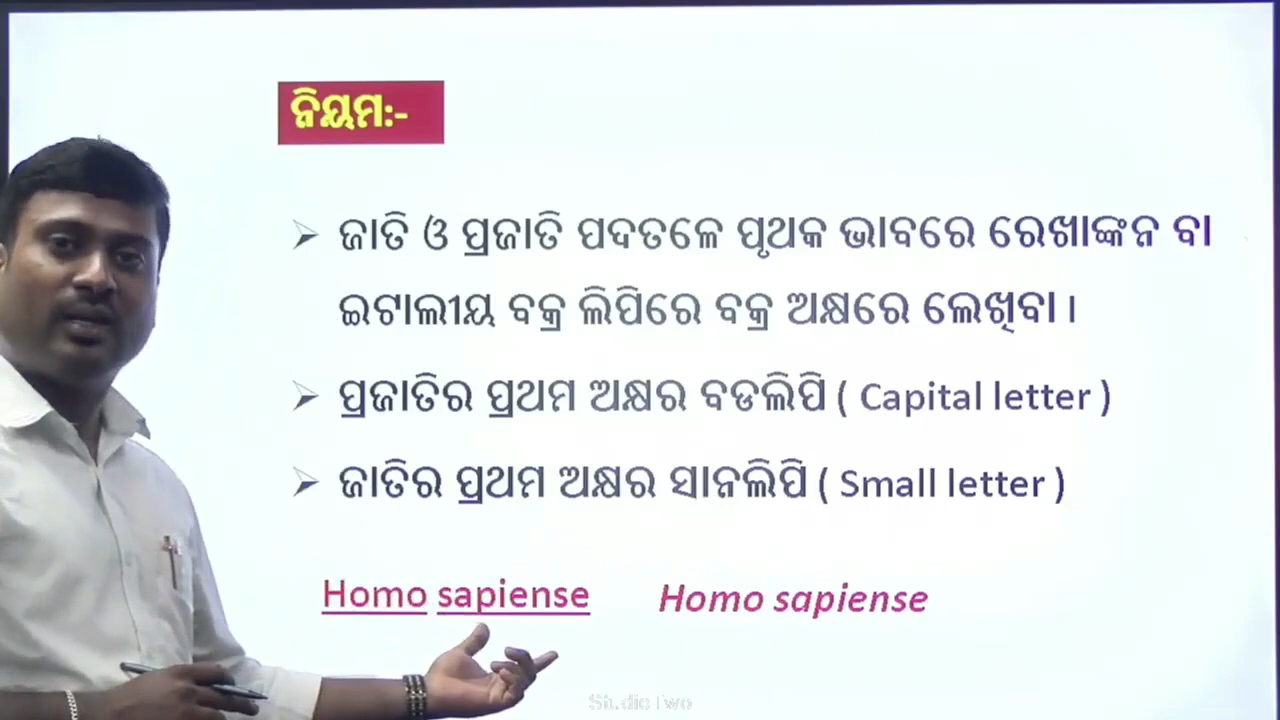 ନିୟମ:-
➢ ଜାତି ଓ ପ୍ରଜାତି ପଦତଳେ ପୃଥକ ଭାବରେ ରେଖାଙ୍କନ ବା
ଇଟାଲୀୟ ବକ୍ର ଲିପିରେ ବକ୍ର ଅକ୍ଷରେ ଲେଖିବା ।
➢ ପ୍ରଜାତିର ପ୍ରଥମ ଅକ୍ଷର ବଡଲିପି ( Capital letter )
➢ ଜାତିର ପ୍ରଥମ ଅକ୍ଷର ସାନଲିପି ( Small letter )
Homo sapiense Homo sapiense